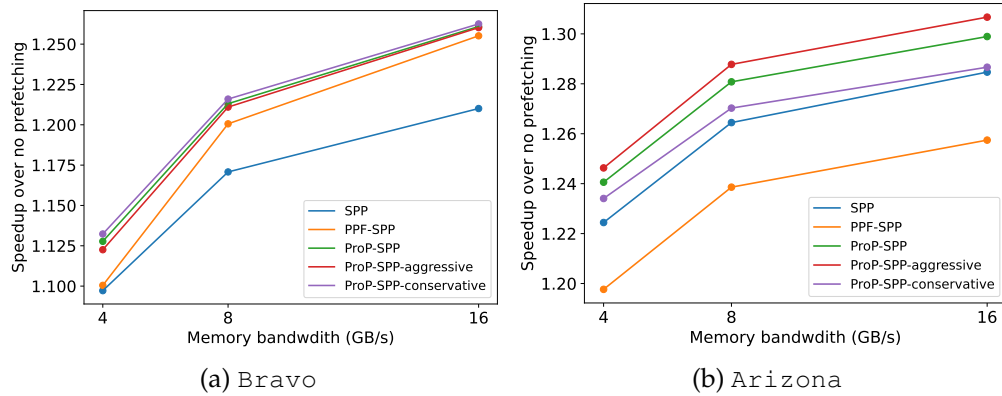 Speedup over no prefetching
1.250
1.225
1.200
1.175
1.150
1.125
1.100
SPP
PPF-SPP
ProP-SPP
ProP-SPP-aggressive
ProP-SPP-conservative
4
8
16
Memory bandwdith (GB/s)
(a) Bravo
Speedup over no prefetching
1.30
1.28
1.26
1.24
1.22
1.20
SPP
PPF-SPP
ProP-SPP
ProP-SPP-aggressive
ProP-SPP-conservative
4
8
16
Memory bandwdith (GB/s)
(b) Arizona